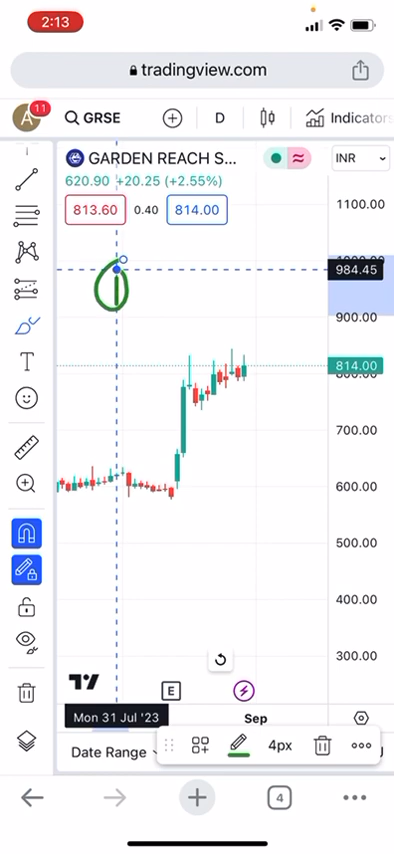 2:13
tradingview.com
A 11 GRSE D Indicators
GARDEN REACH S... INR
620.90 +20.25 (+2.55%)
813.60 0.40 814.00
1100.00
984.45
900.00
814.00
700.00
600.00
500.00
400.00
300.00
E
Mon 31 Jul '23 Sep
Date Range 4px
4